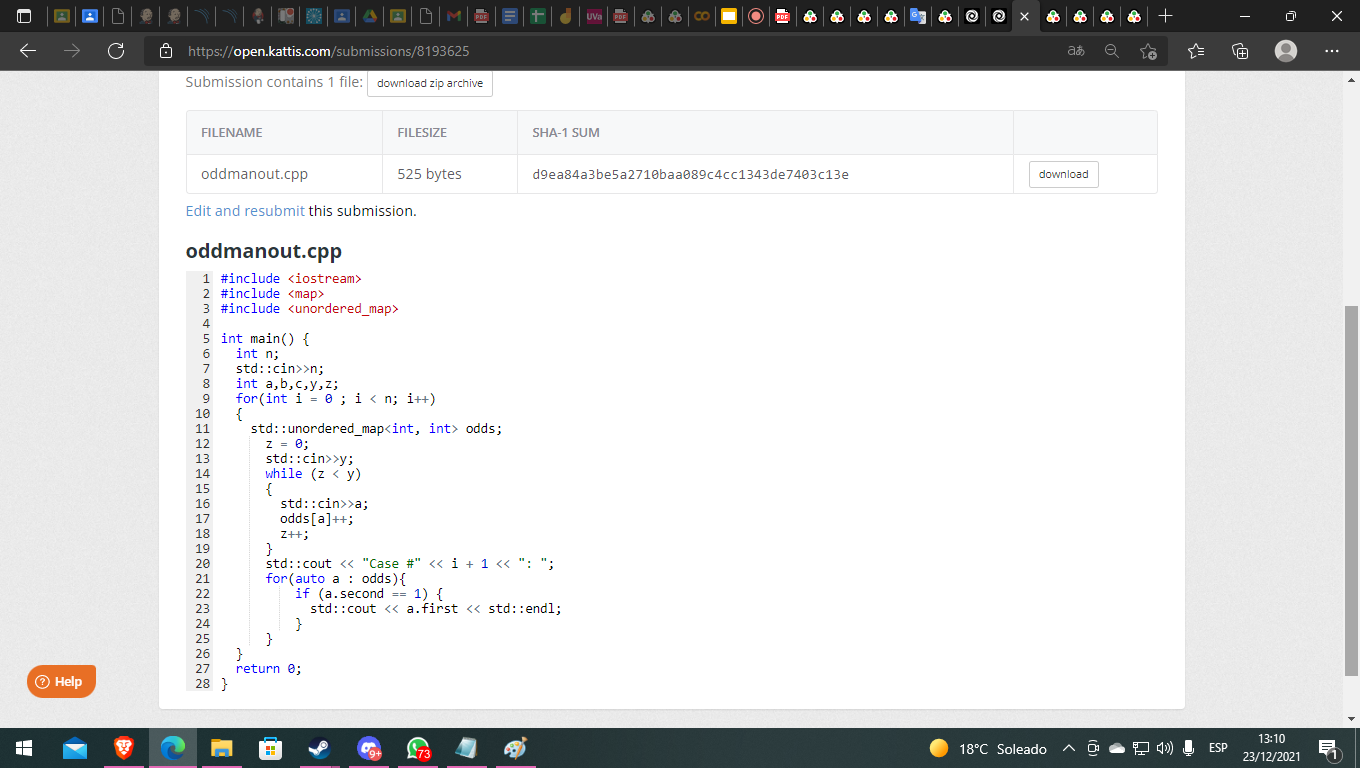 UVa
https://open.kattis.com/submissions/8193625
Submission contains 1 file: download zip archive
FILENAME FILESIZE SHA-1 SUM
oddmanout.cpp 525 bytes d9ea84a3be5a2710baa089c4cc1343de7403c13e download
Edit and resubmit this submission.
oddmanout.cpp
1 #include <iostream>
2 #include <map>
3 #include <unordered_map>
4
5 int main() {
6 int n;
7 std::cin>>n;
8 int a,b,c,y,z;
9 for(int i = 0 ; i < n; i++)
10 {
11 std::unordered_map<int, int> odds;
12 z = 0;
13 std::cin>>y;
14 while (z < y)
15 {
16 std::cin>>a;
17 odds[a]++;
18 z++;
19 }
20 std::cout << "Case #" << i + 1 << ": ";
21 for(auto a : odds){
22 if (a.second == 1) {
23 std::cout << a.first << std::endl;
24 }
25 }
26 }
27 return 0;
28 }
Help
9+
73
18°C Soleado
ESP
13:10
23/12/2021
1